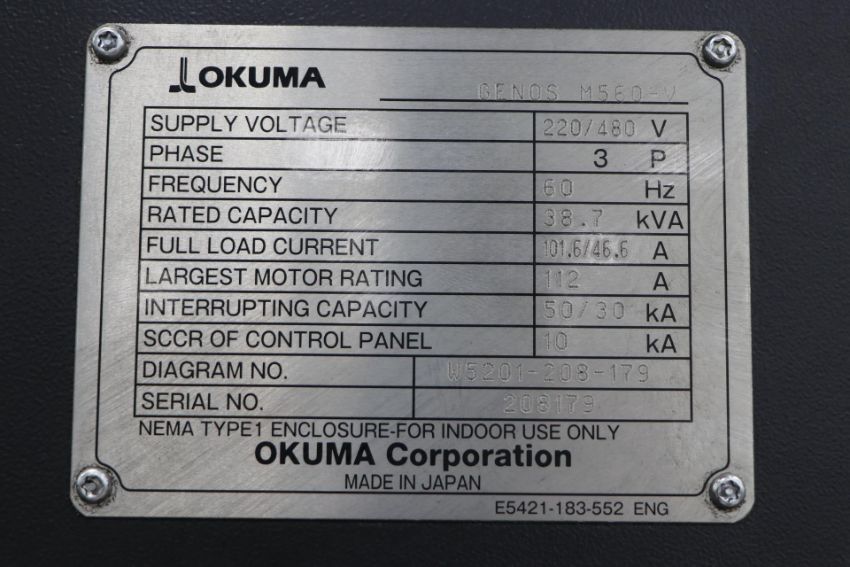 OKUMA
GENOS M560-V
SUPPLY VOLTAGE 220/480 V
PHASE 3 P
FREQUENCY 60 Hz
RATED CAPACITY 38.7 kVA
FULL LOAD CURRENT 101.6/46.6 A
LARGEST MOTOR RATING 112 A
INTERRUPTING CAPACITY 50/30 kA
SCCR OF CONTROL PANEL 10 kA
DIAGRAM NO. W5201-208-179
SERIAL NO. 208179
NEMA TYPE1 ENCLOSURE-FOR INDOOR USE ONLY
OKUMA Corporation
MADE IN JAPAN
E5421-183-552 ENG